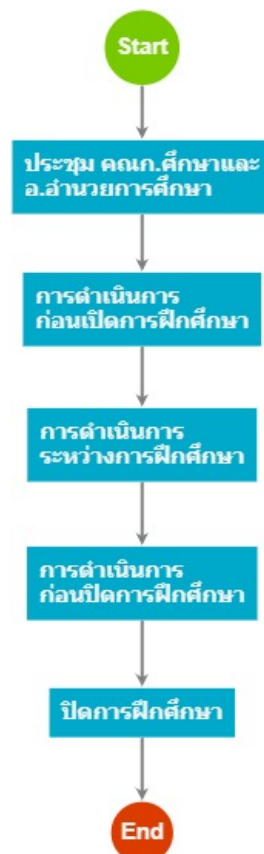 Start
ประชุม คณก.ศึกษาและ
อ.อำนวยการศึกษา
การดำเนินการ
ก่อนเปิดการฝึกศึกษา
การดำเนินการ
ระหว่างการฝึกศึกษา
การดำเนินการ
ก่อนปิดการฝึกศึกษา
ปิดการฝึกศึกษา
End